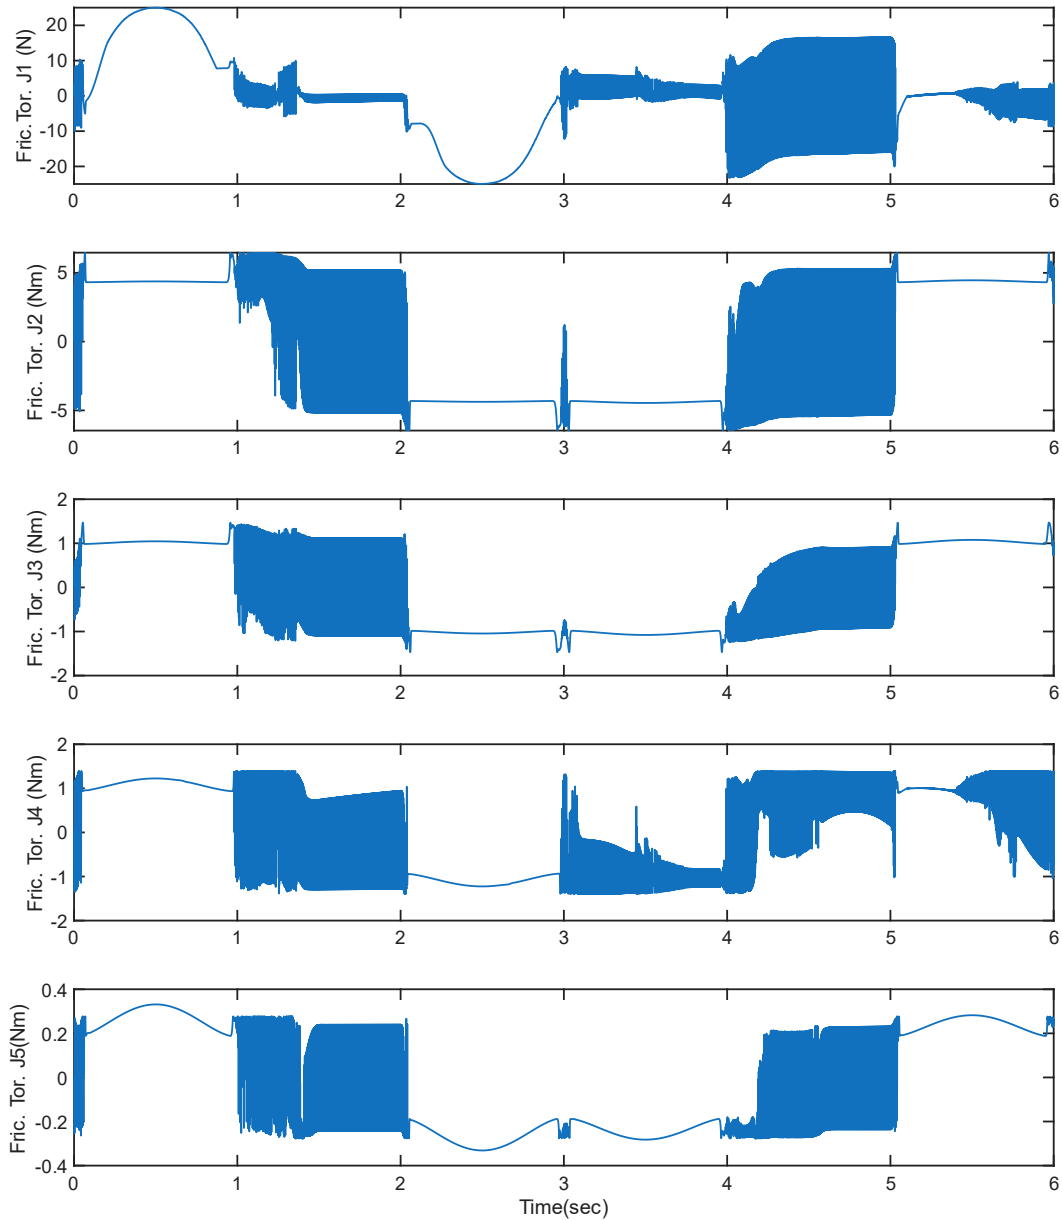 Fric. Tor. J1 (N)
20
10
0
-10
-20
0 1 2 3 4 5 6
Fric. Tor. J2 (Nm)
5
0
-5
0 1 2 3 4 5 6
Fric. Tor. J3 (Nm)
2
1
0
-1
-2
0 1 2 3 4 5 6
Fric. Tor. J4 (Nm)
2
1
0
-1
-2
0 1 2 3 4 5 6
Fric. Tor. J5(Nm)
0.4
0.2
0
-0.2
-0.4
0 1 2 3 4 5 6
Time(sec)